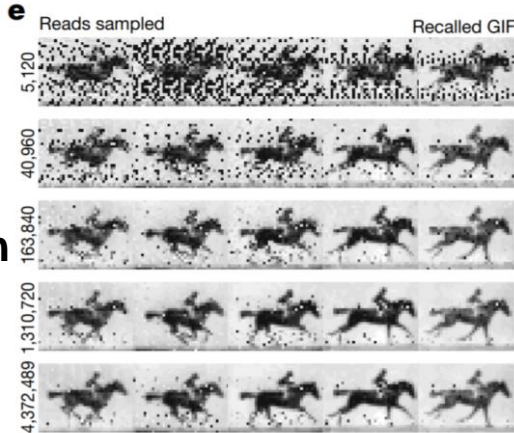 e
Reads sampled
Recalled GIF
5,120
40,960
163,840
n
1,310,720
4,372,489